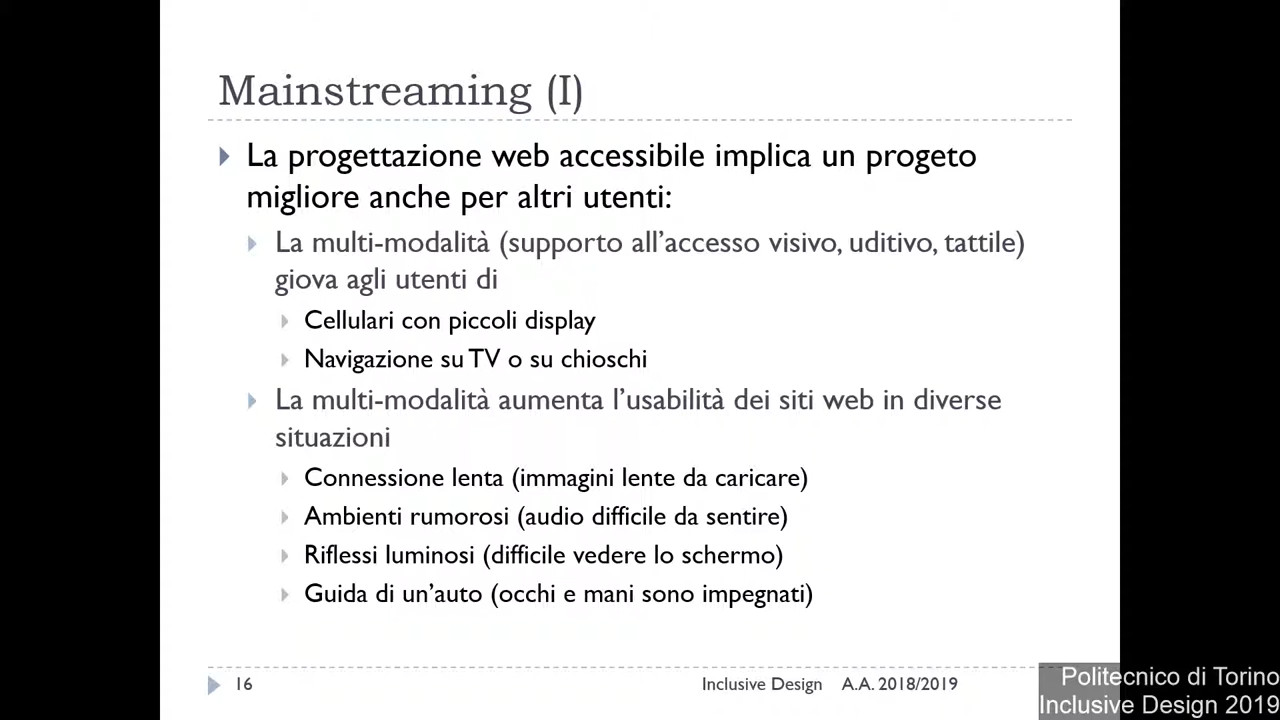 Mainstreaming (I)
La progettazione web accessibile implica un progeto
migliore anche per altri utenti:
La multi-modalità (supporto all’accesso visivo, uditivo, tattile)
giova agli utenti di
Cellulari con piccoli display
Navigazione su TV o su chioschi
La multi-modalità aumenta l’usabilità dei siti web in diverse
situazioni
Connessione lenta (immagini lente da caricare)
Ambienti rumorosi (audio difficile da sentire)
Riflessi luminosi (difficile vedere lo schermo)
Guida di un’auto (occhi e mani sono impegnati)
16 Inclusive Design A.A. 2018/2019
Politecnico di Torino
Inclusive Design 2019